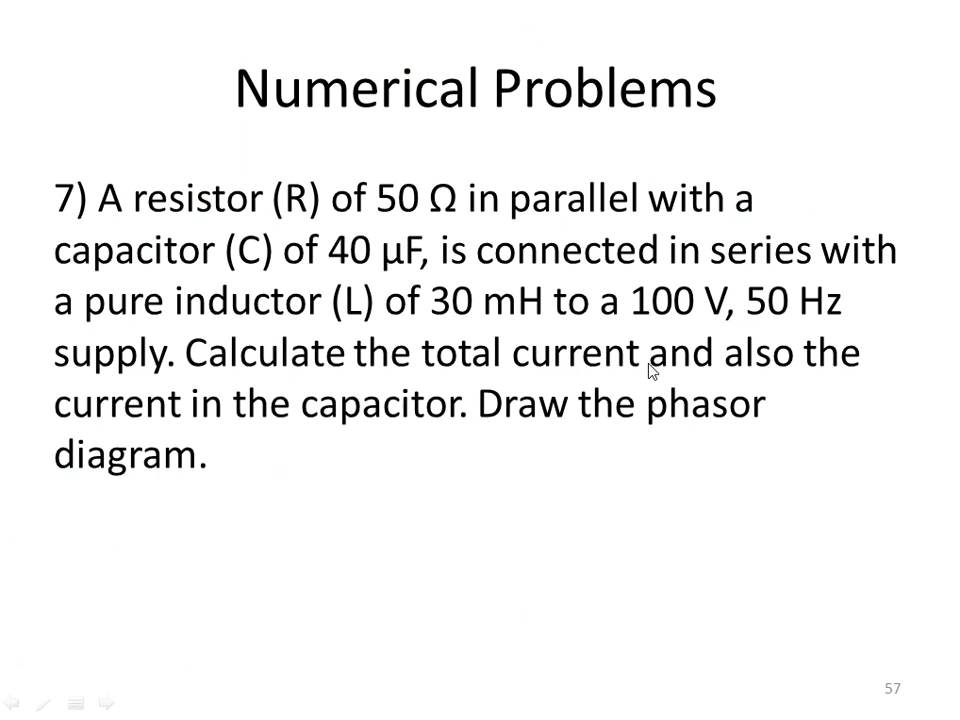 Numerical Problems
7) A resistor (R) of 50 Ω in parallel with a
capacitor (C) of 40 μF, is connected in series with
a pure inductor (L) of 30 mH to a 100 V, 50 Hz
supply. Calculate the total current and also the
current in the capacitor. Draw the phasor
diagram.
57